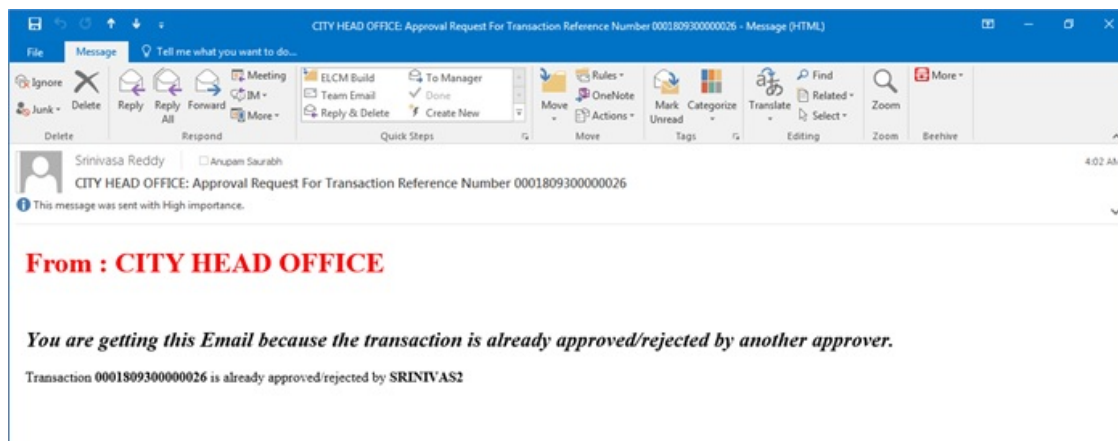 CITY HEAD OFFICE: Approval Request For Transaction Reference Number 0001809300000026 - Message (HTML)
File Message Tell me what you want to do...
Ignore
Junk
Delete
Reply
Reply All
Forward
Meeting
IM
More
ELCM Build
Team Email
Reply & Delete
To Manager
Done
Create New
Move
Rules
OneNote
Actions
Mark Unread
Categorize
Translate
Find
Related
Select
Zoom
More
Delete Respond Quick Steps Move Tags Editing Zoom Beehive
Srinivasa Reddy Anupam Saurabh 4:02 AM
CITY HEAD OFFICE: Approval Request For Transaction Reference Number 0001809300000026
This message was sent with High importance.
From : CITY HEAD OFFICE
You are getting this Email because the transaction is already approved/rejected by another approver.
Transaction 0001809300000026 is already approved/rejected by SRINIVAS2